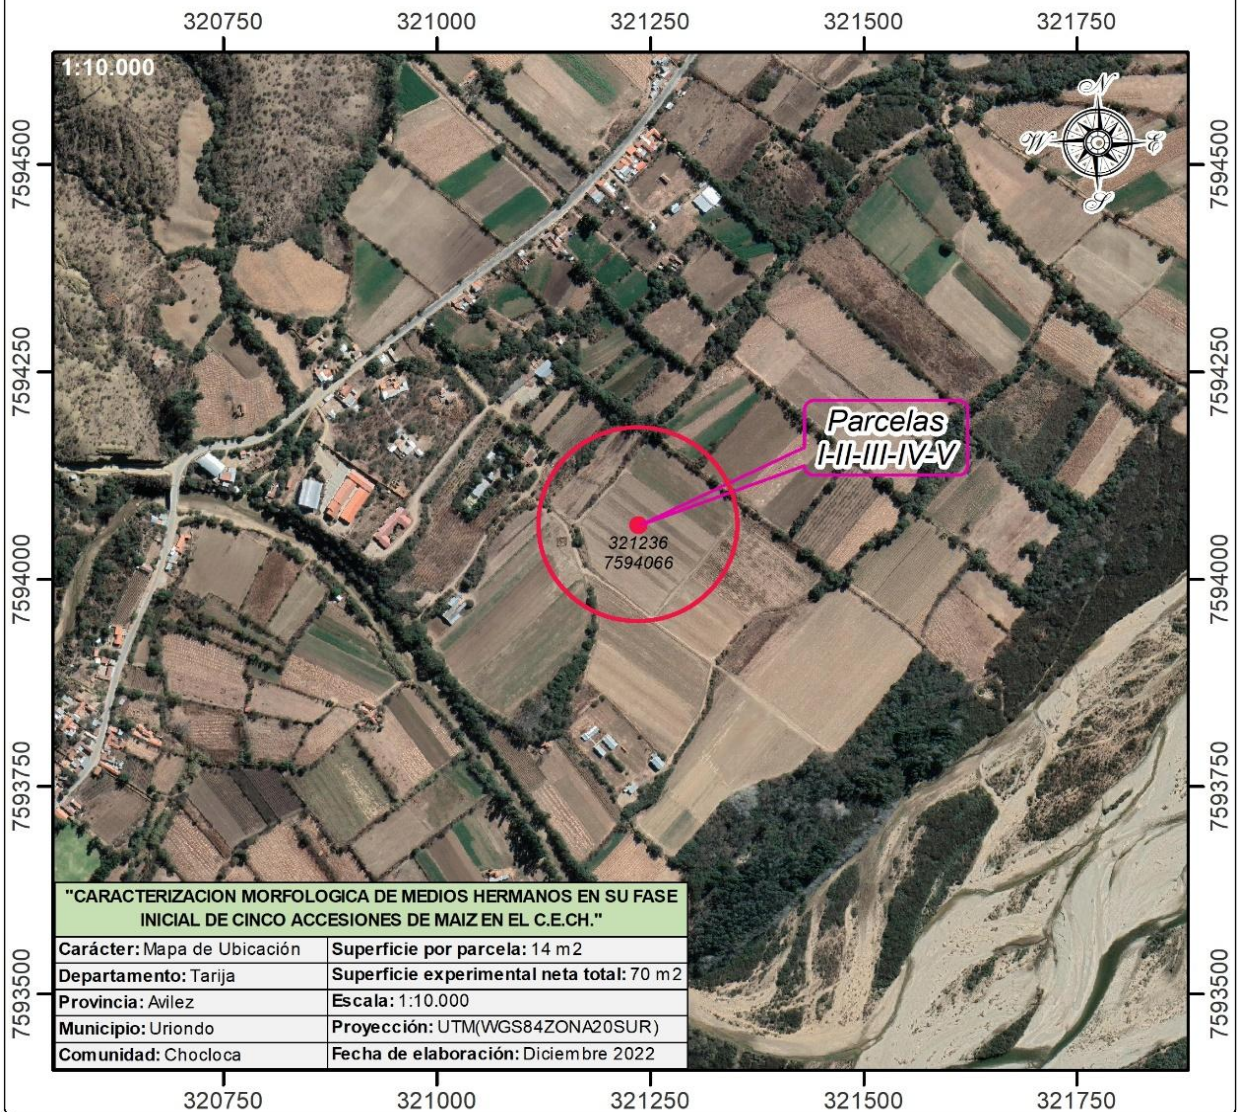 320750 321000 321250 321500 321750
1:10.000
N
W E
S
7594500 7594500
7594250 7594250
Parcelas
I-II-III-IV-V
321236
7594066
7594000 7594000
7593750 7593750
"CARACTERIZACION MORFOLOGICA DE MEDIOS HERMANOS EN SU FASE
INICIAL DE CINCO ACCESIONES DE MAIZ EN EL C.E.CH."
Carácter: Mapa de Ubicación Superficie por parcela: 14 m2
Departamento: Tarija Superficie experimental neta total: 70 m2
Provincia: Avilez Escala: 1:10.000
Municipio: Uriondo Proyección: UTM(WGS84ZONA20SUR)
Comunidad: Chocloca Fecha de elaboración: Diciembre 2022
7593500 7593500
320750 321000 321250 321500 321750